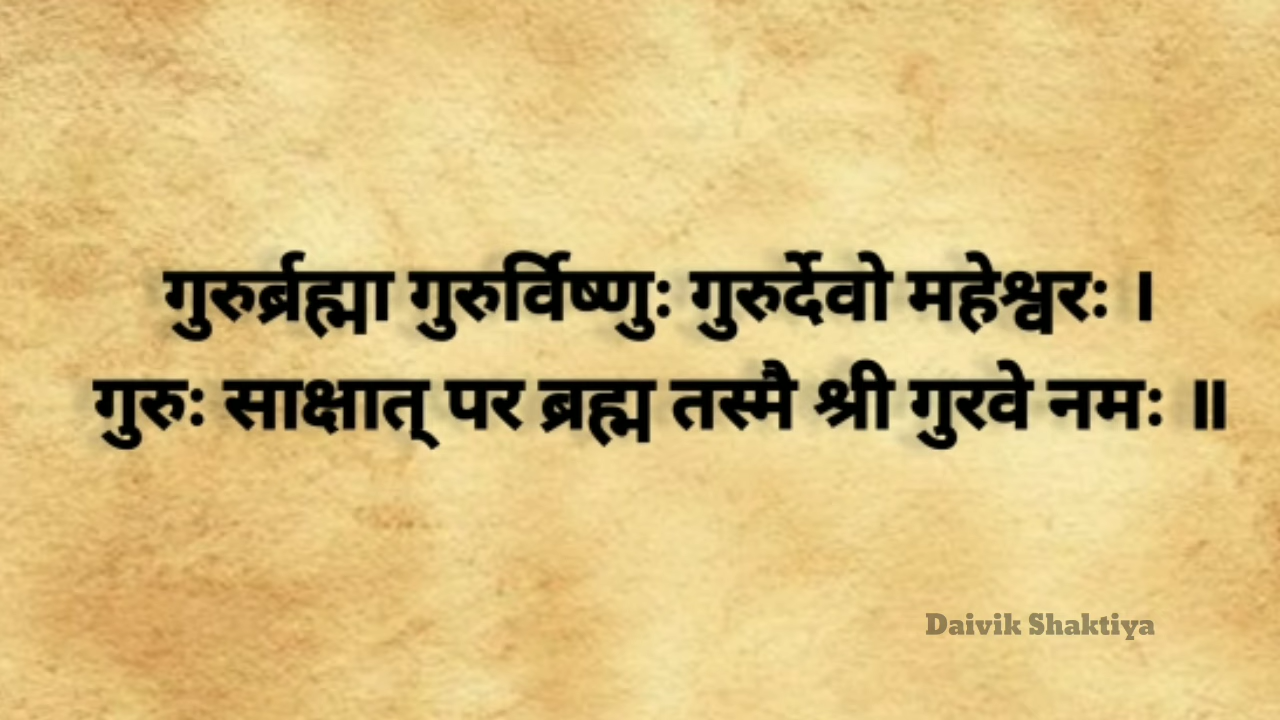 गुरुर्ब्रह्मा गुरुर्विष्णुः गुरुर्देवो महेश्वरः ।
गुरुः साक्षात् पर ब्रह्म तस्मै श्री गुरवे नमः ॥
Daivik Shaktiya